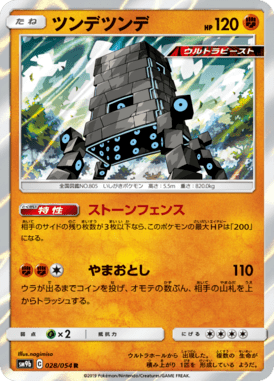 たね ツンデツンデ HP 120
ウルトラビースト
全国図鑑NO.805 いしがきポケモン 高さ:5.5m 重さ:820.0kg
特性 ストーンフェンス
相手のサイドの残り枚数が3枚以下なら、このポケモンの最大HPは「200」
になる。
やまおとし 110
ウラが出るまでコインを投げ、オモテの数ぶん、相手の山札を上からトラッシュする。
弱点 ×2 抵抗力 にげる
illus.nagimiso
sm9b C 028/054 R
ウルトラホールから出現した。
©2019 Pokémon/Nintendo/Creatures/GAME FREAK.